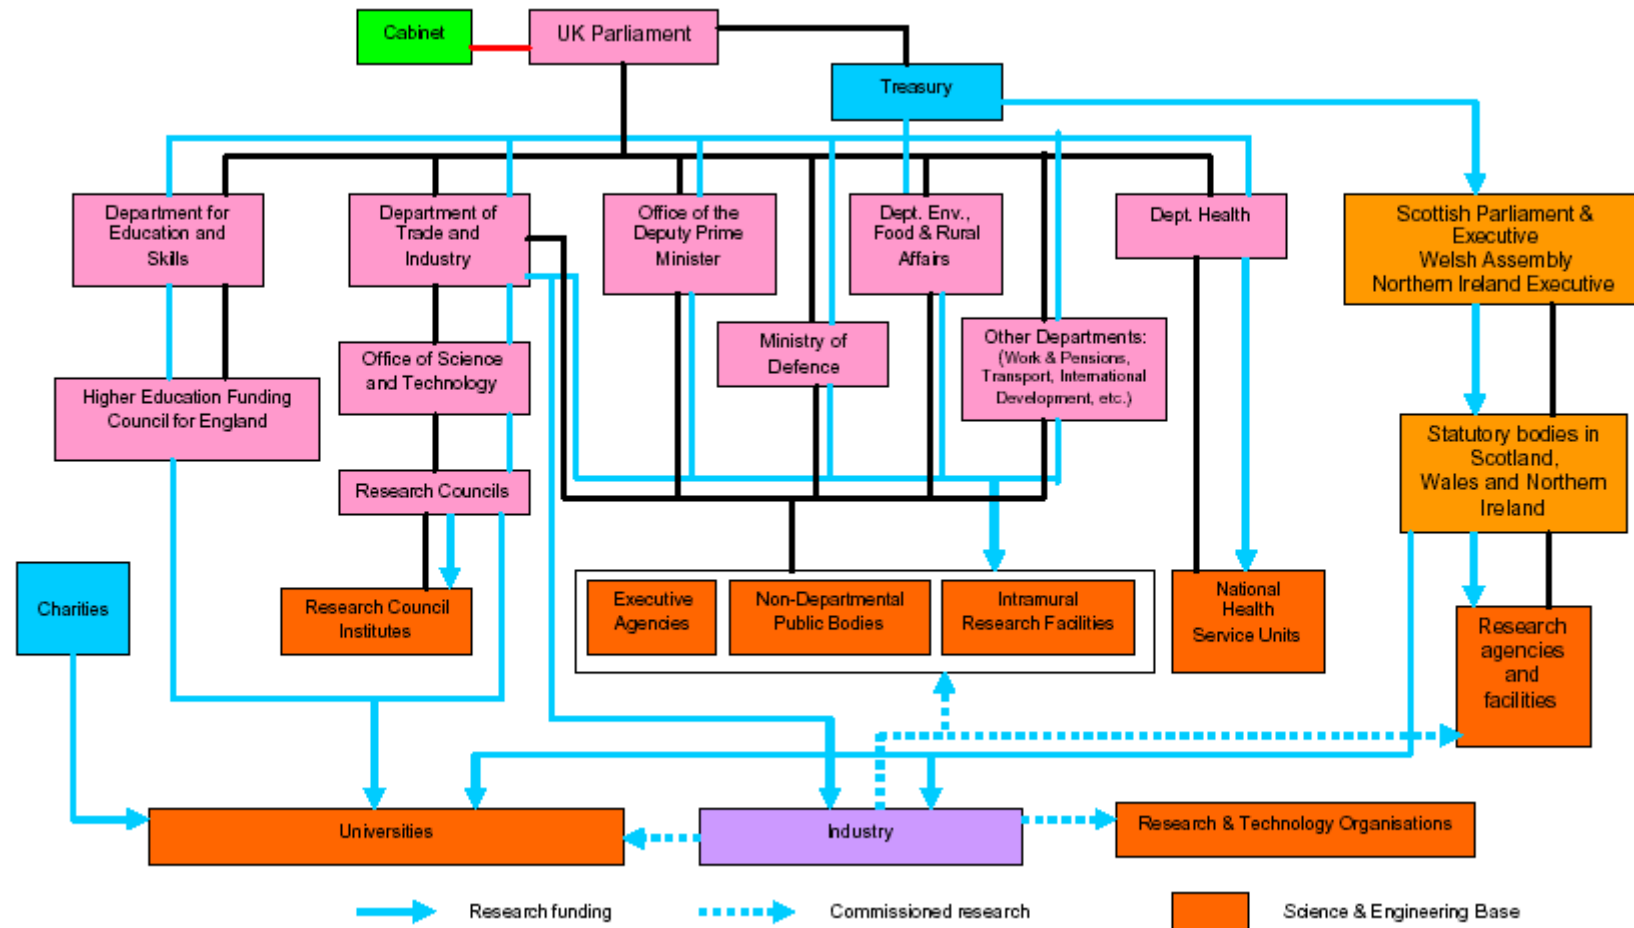 Cabinet
UK Parliament
Treasury
Department for
Education and
Skills
Department of
Trade and
Industry
Office of the
Deputy Prime
Minister
Dept. Env.,
Food & Rural
Affairs
Dept. Health
Scottish Parliament &
Executive
Welsh Assembly
Northern Ireland Executive
Ministry of
Defence
Other Departments:
(Work & Pensions,
Transport, International
Development, etc.)
Office of Science
and Technology
Higher Education Funding
Council for England
Statutory bodies in
Scotland,
Wales and Northern
Ireland
Research Councils
Charities
Research Council
Institutes
Executive
Agencies
Non-Departmental
Public Bodies
Intramural
Research Facilities
National
Health
Service Units
Research
agencies
and
facilities
Universities
Industry
Research & Technology Organisations
Research funding
Commissioned research
Science & Engineering Base